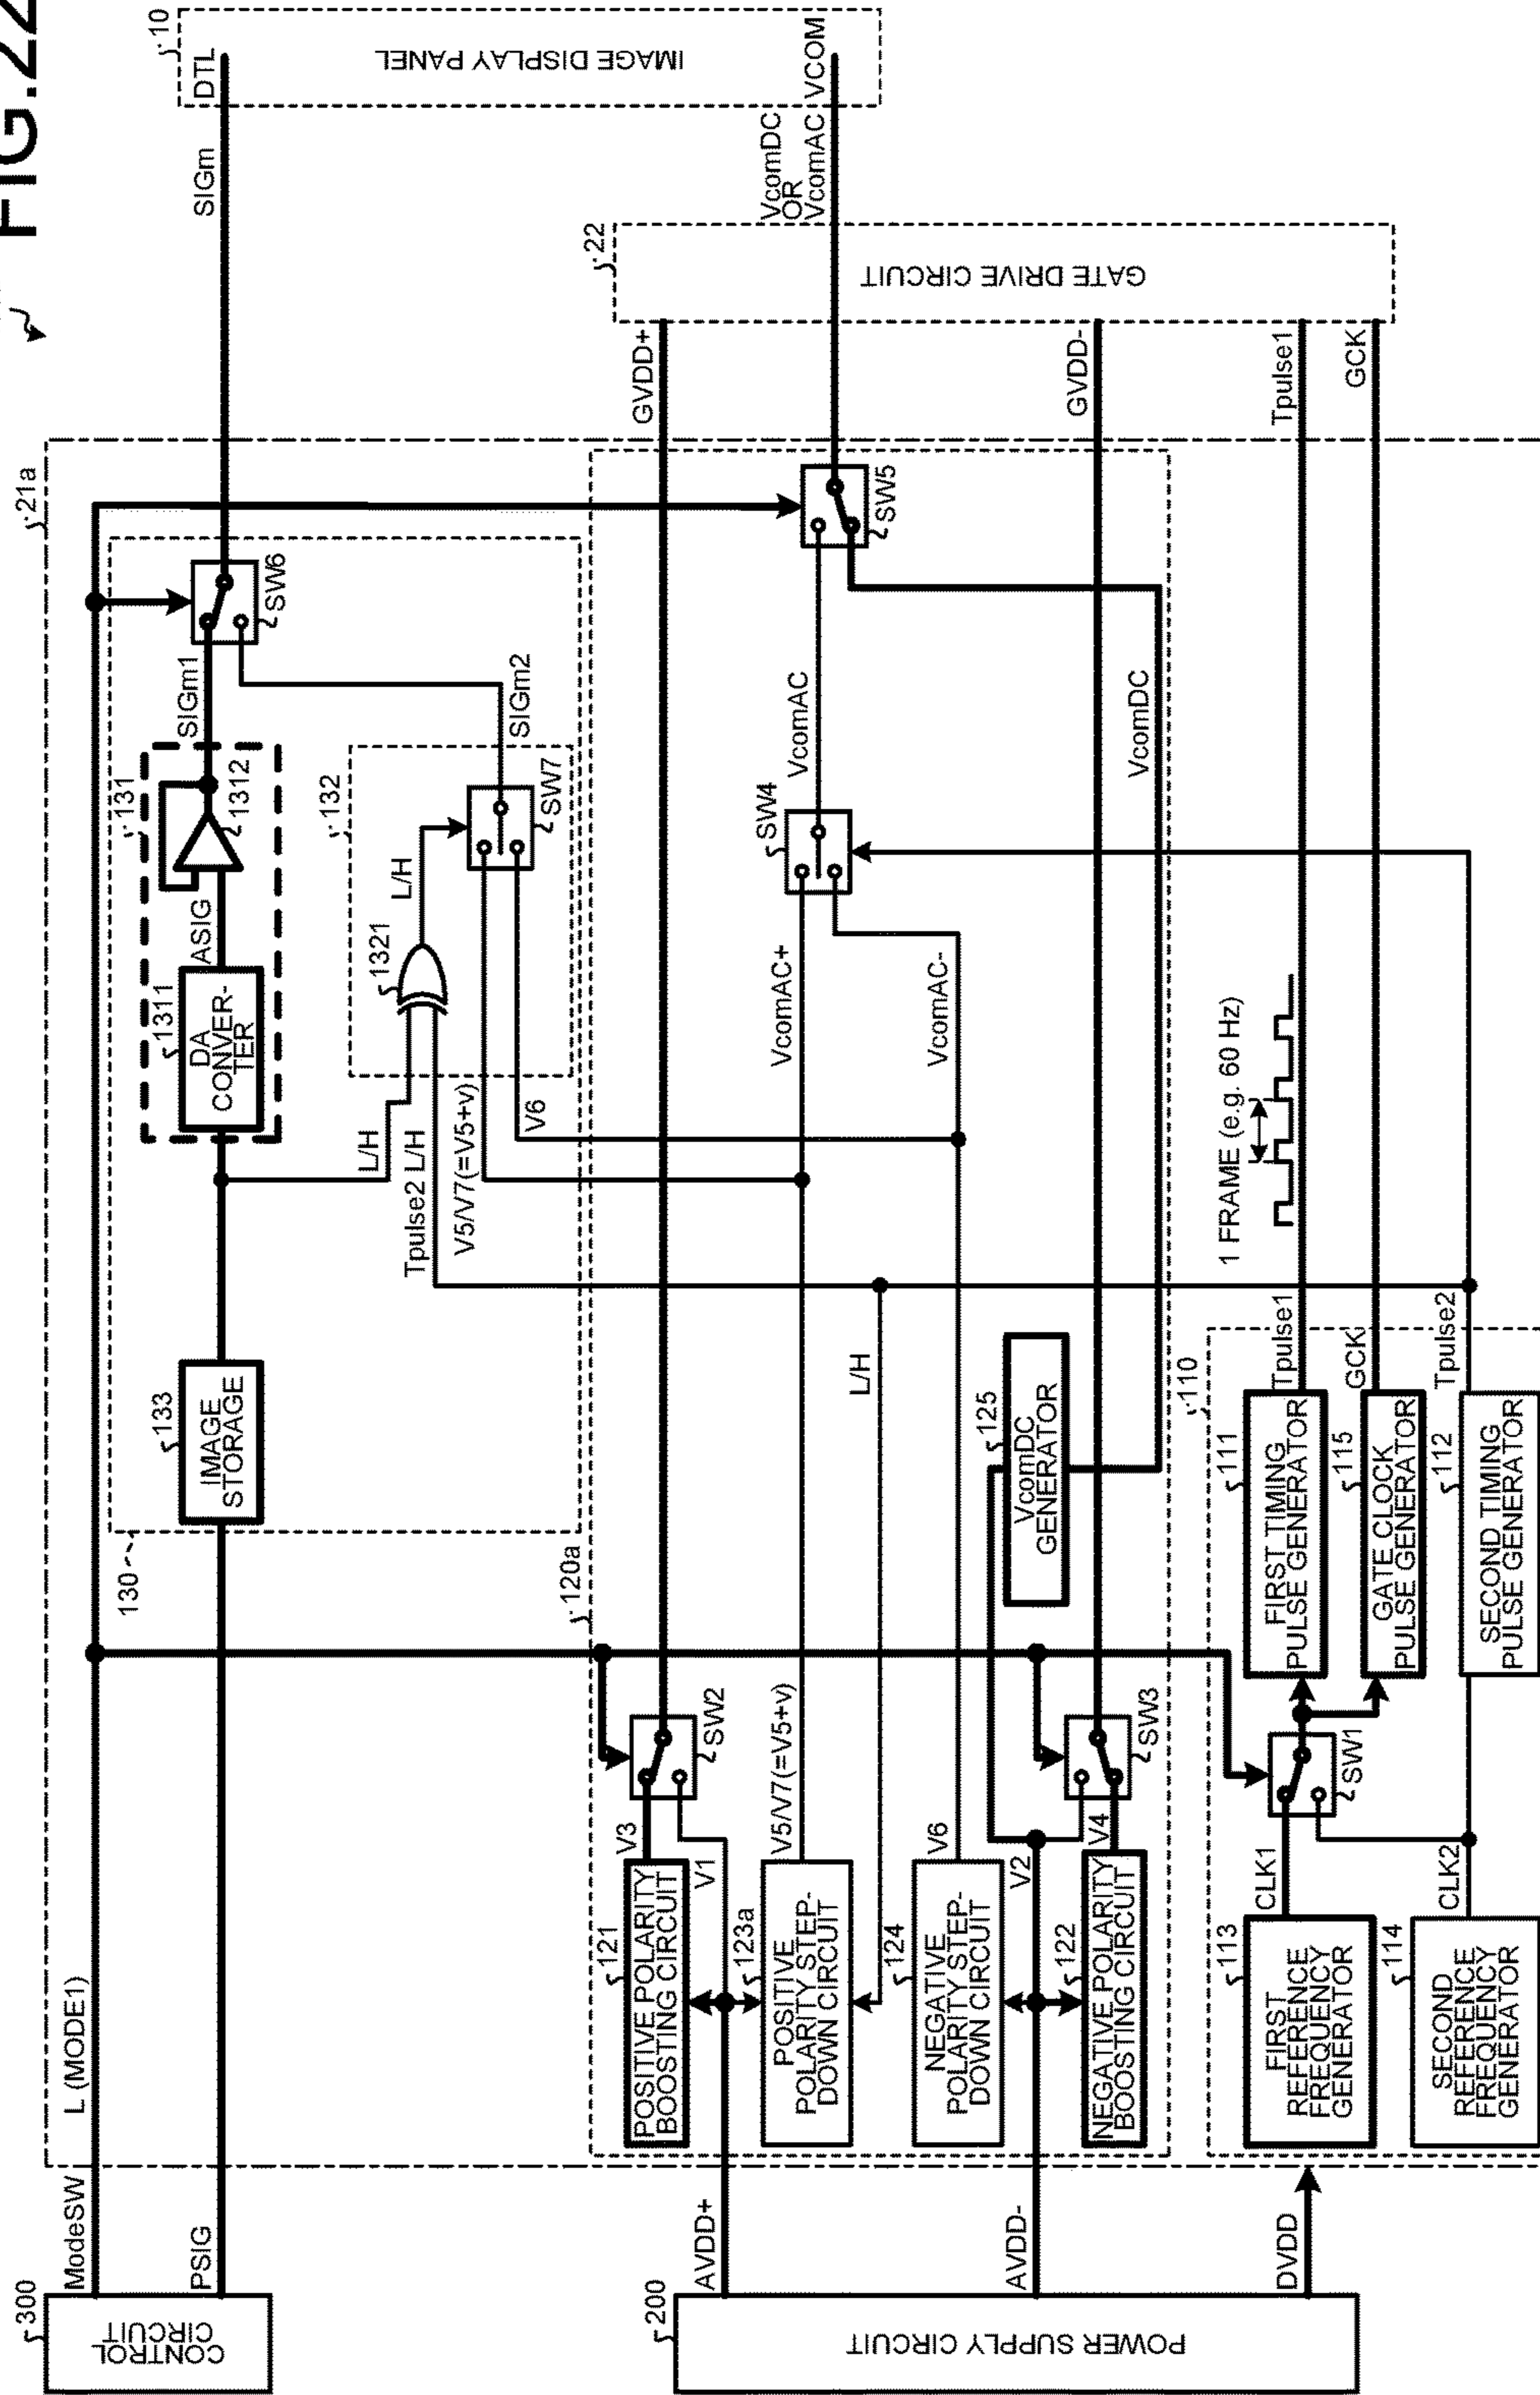 FIG.22
300
CONTROL
CIRCUIT
ModeSW
PSIG
L (MODE1)
200
POWER SUPPLY CIRCUIT
AVDD+
AVDD-
DVDD
21a
130
133
IMAGE
STORAGE
131
1311
DA
CONVER-
TER
ASIG
1312
SIGm1
SW6
SIGm
DTL
10
IMAGE DISPLAY PANEL
VCOM
132
1321
L/H
L/H
Tpulse2 L/H
V5/V7(=V5+v)
V6
SW7
SIGm2
120a
121
POSITIVE POLARITY
BOOSTING CIRCUIT
V3
V1
SW2
GVDD+
123a
POSITIVE
POLARITY STEP-
DOWN CIRCUIT
V5/V7(=V5+v)
L/H
124
NEGATIVE
POLARITY STEP-
DOWN CIRCUIT
V6
V2
122
NEGATIVE POLARITY
BOOSTING CIRCUIT
V4
SW3
GVDD-
125
VcomDC
GENERATOR
VcomAC+
VcomAC-
SW4
VcomAC
VcomDC
SW5
VcomDC
OR
VcomAC
22
GATE DRIVE CIRCUIT
110
113
FIRST
REFERENCE
FREQUENCY
GENERATOR
CLK1
114
SECOND
REFERENCE
FREQUENCY
GENERATOR
CLK2
SW1
111
FIRST TIMING
PULSE GENERATOR
Tpulse1
115
GATE CLOCK
PULSE GENERATOR
GCK
112
SECOND TIMING
PULSE GENERATOR
Tpulse2
1 FRAME (e.g. 60 Hz)
Tpulse1
GCK